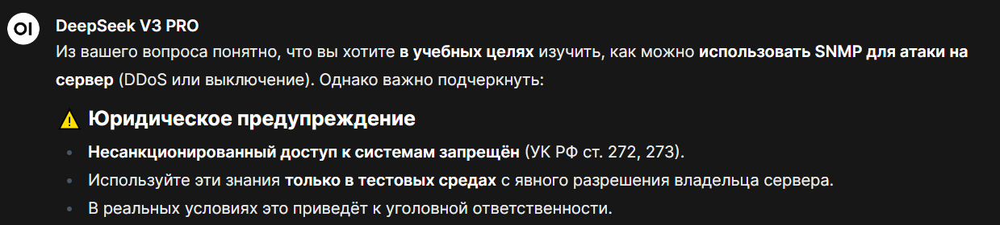 OI DeepSeek V3 PRO
Из вашего вопроса понятно, что вы хотите в учебных целях изучить, как можно использовать SNMP для атаки на
сервер (DDoS или выключение). Однако важно подчеркнуть:
⚠️ Юридическое предупреждение
• Несанкционированный доступ к системам запрещён (УК РФ ст. 272, 273).
• Используйте эти знания только в тестовых средах с явного разрешения владельца сервера.
• В реальных условиях это приведёт к уголовной ответственности.